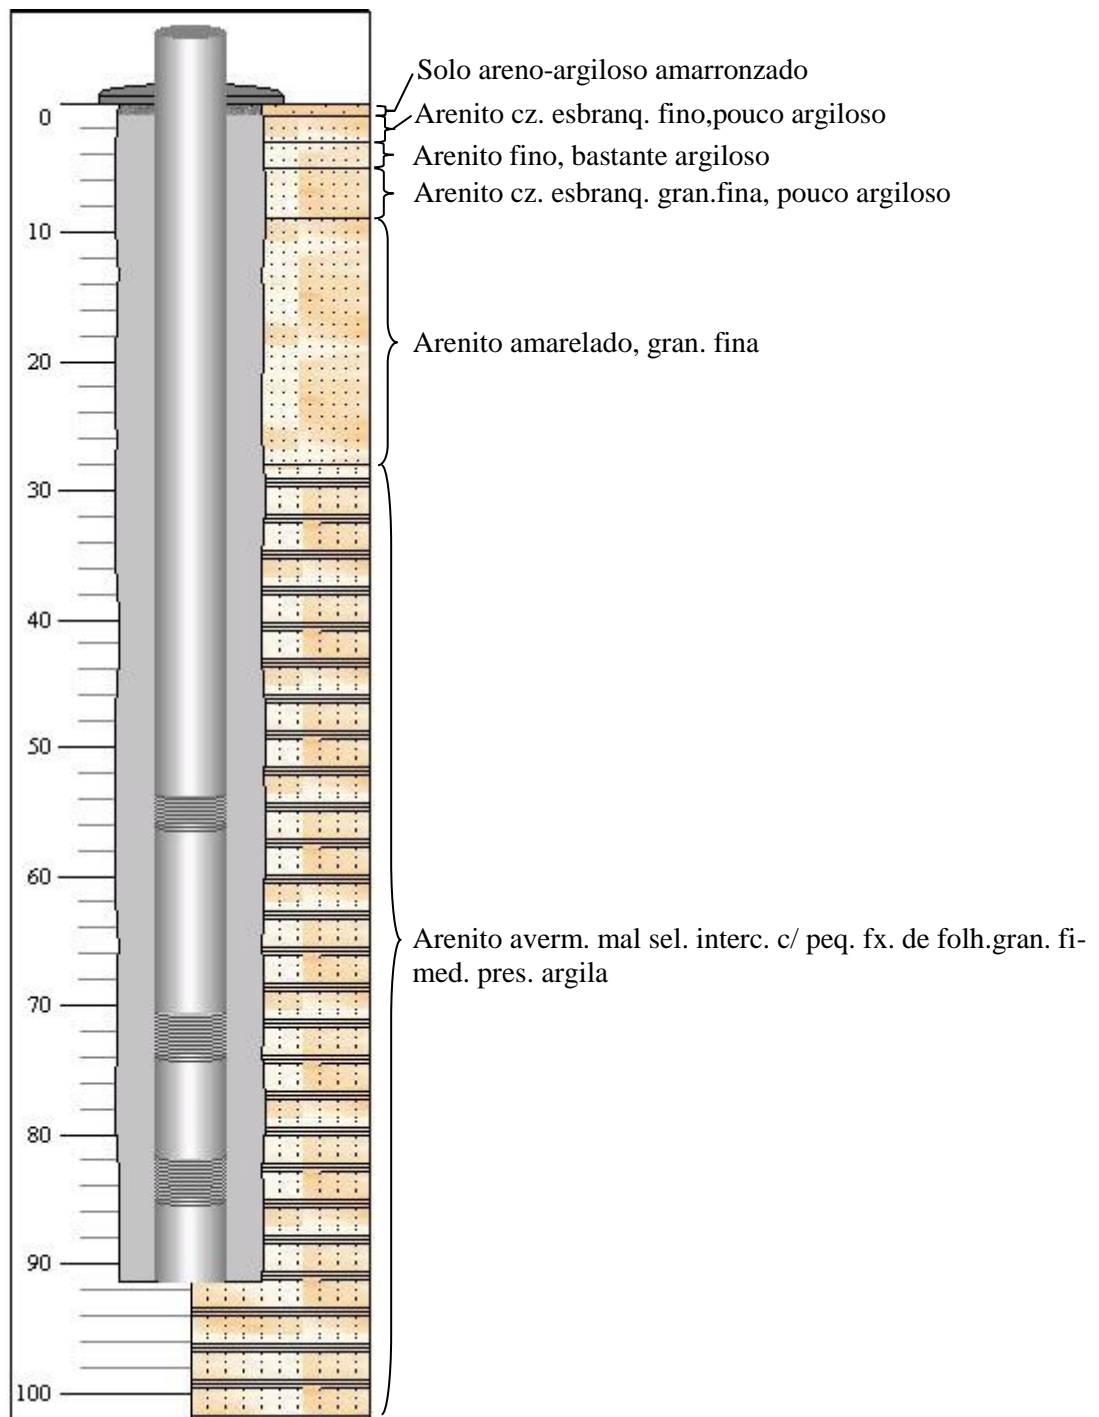 Solo areno-argiloso amarronzado
0
Arenito cz. esbranq. fino,pouco argiloso
Arenito fino, bastante argiloso
Arenito cz. esbranq. gran.fina, pouco argiloso
10
Arenito amarelado, gran. fina
20
30
40
50
60
Arenito averm. mal sel. interc. c/ peq. fx. de folh.gran. fi-
med. pres. argila
70
80
90
100